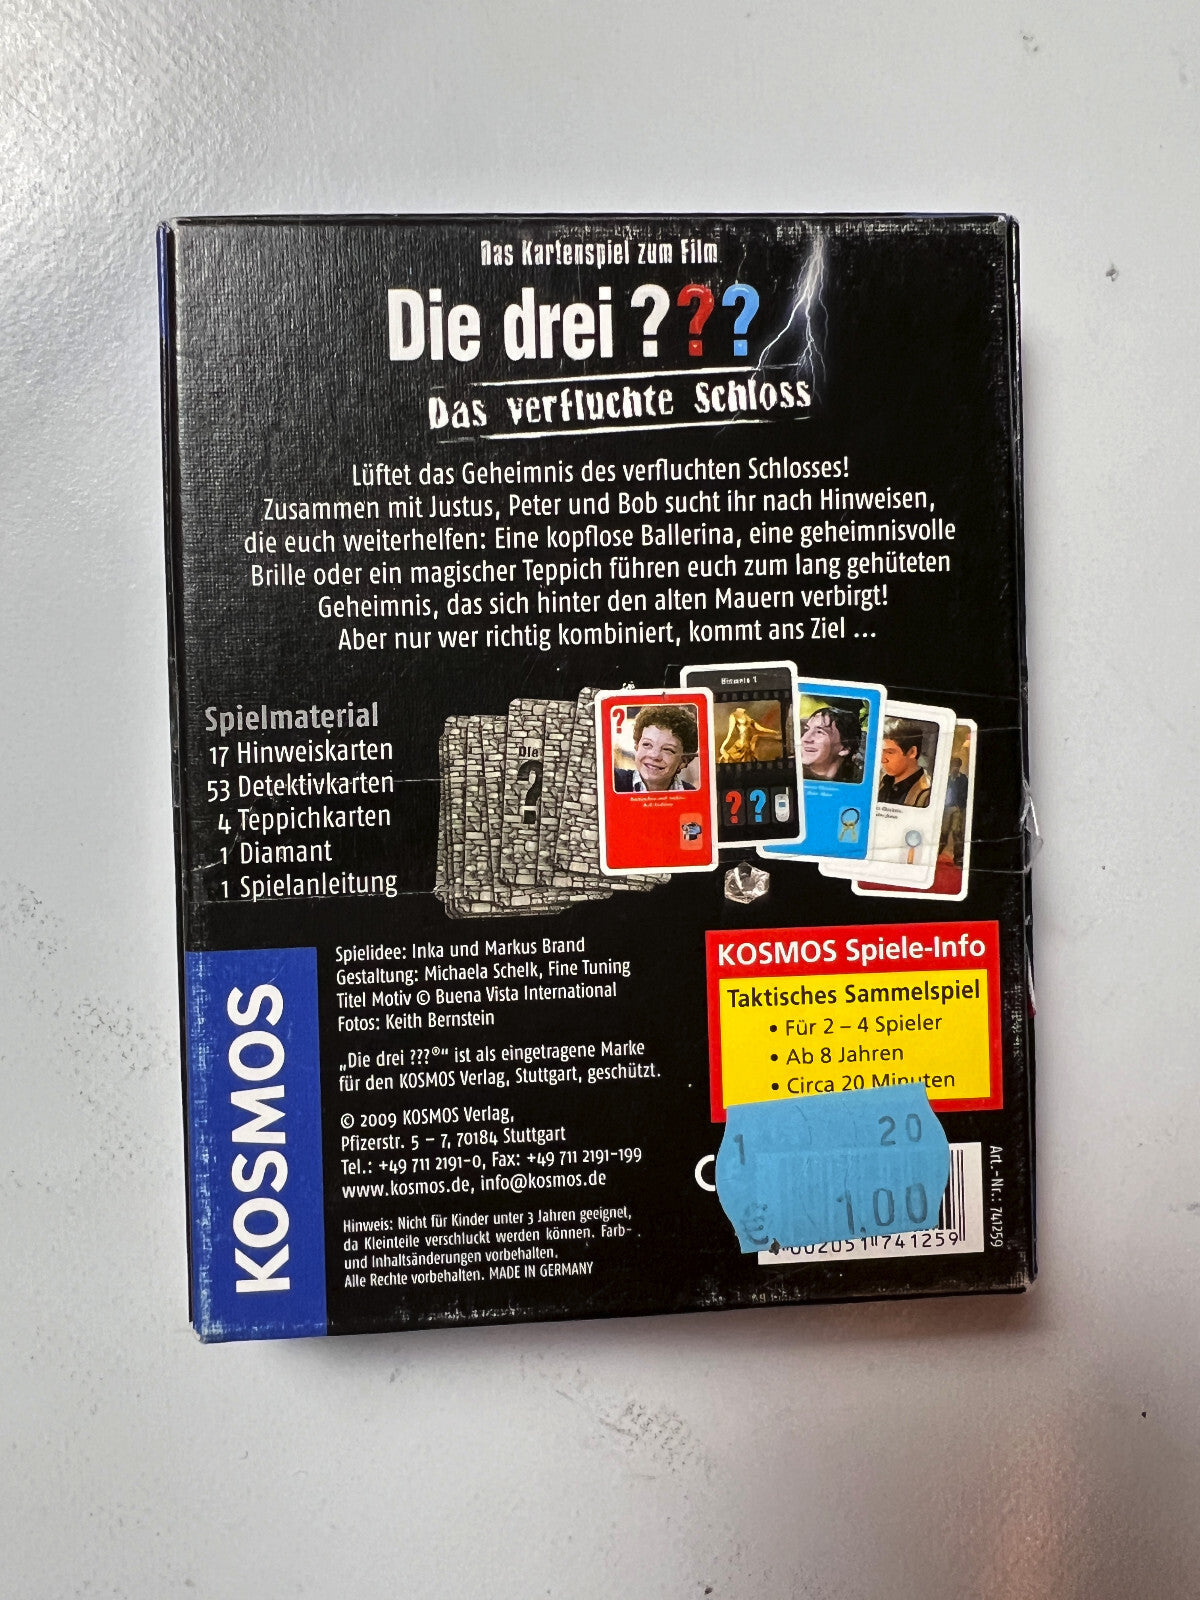 Das Kartenspiel zum Film
Die drei ???
Das verfluchte Schloss
Lüftet das Geheimnis des verfluchten Schlosses!
Zusammen mit Justus, Peter und Bob sucht ihr nach Hinweisen,
die euch weiterhelfen: Eine kopflose Ballerina, eine geheimnisvolle
Brille oder ein magischer Teppich führen euch zum lang gehüteten
Geheimnis, das sich hinter den alten Mauern verbirgt!
Aber nur wer richtig kombiniert, kommt ans Ziel ...
Spielmaterial
17 Hinweiskarten
53 Detektivkarten
4 Teppichkarten
1 Diamant
1 Spielanleitung
Die
?
?
Hinweis 1
??
KOSMOS
Spielidee: Inka und Markus Brand
Gestaltung: Michaela Schelk, Fine Tuning
Titel Motiv © Buena Vista International
Fotos: Keith Bernstein
„Die drei ???®“ ist als eingetragene Marke
für den KOSMOS Verlag, Stuttgart, geschützt.
© 2009 KOSMOS Verlag,
Pfizerstr. 5 – 7, 70184 Stuttgart
Tel.: +49 711 2191-0, Fax: +49 711 2191-199
www.kosmos.de, info@kosmos.de
Hinweis: Nicht für Kinder unter 3 Jahren geeignet,
da Kleinteile verschluckt werden können. Farb-
und Inhaltsänderungen vorbehalten.
Alle Rechte vorbehalten. MADE IN GERMANY
KOSMOS Spiele-Info
Taktisches Sammelspiel
• Für 2 – 4 Spieler
• Ab 8 Jahren
• Circa 20 Minuten
1 20
€ 1.00
002051 741259
Art.-Nr.: 741259